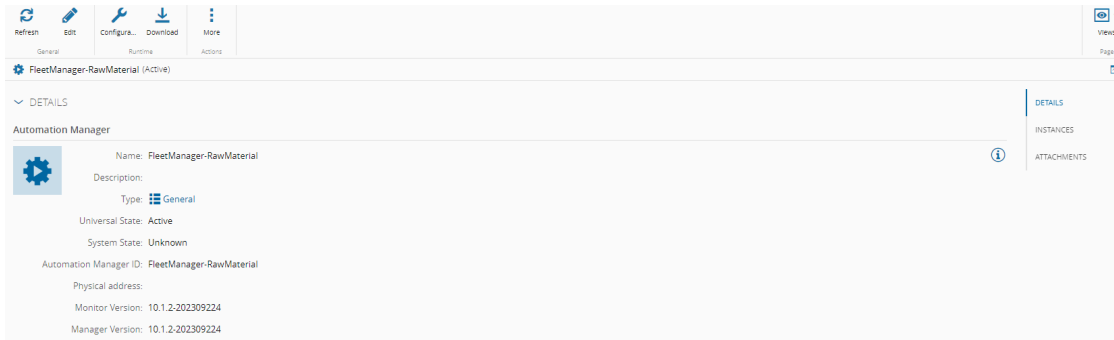 Refresh Edit Configura... Download More Views
General Runtime Actions Page
FleetManager-RawMaterial (Active)
DETAILS
DETAILS
Automation Manager
INSTANCES
Name: FleetManager-RawMaterial
ATTACHMENTS
Description:
Type: General
Universal State: Active
System State: Unknown
Automation Manager ID: FleetManager-RawMaterial
Physical address:
Monitor Version: 10.1.2-202309224
Manager Version: 10.1.2-202309224